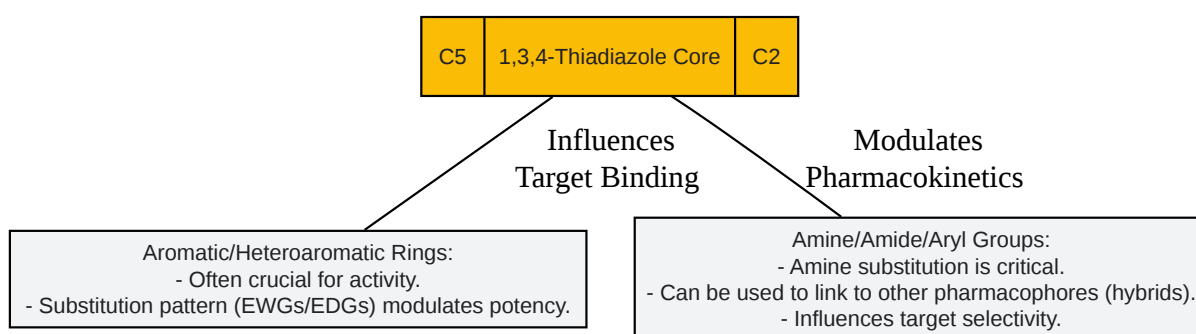 C5 1,3,4-Thiadiazole Core C2
Influences
Target Binding
Modulates
Pharmacokinetics
Aromatic/Heteroaromatic Rings:
- Often crucial for activity.
- Substitution pattern (EWGs/EDGs) modulates potency.
Amine/Amide/Aryl Groups:
- Amine substitution is critical.
- Can be used to link to other pharmacophores (hybrids).
- Influences target selectivity.